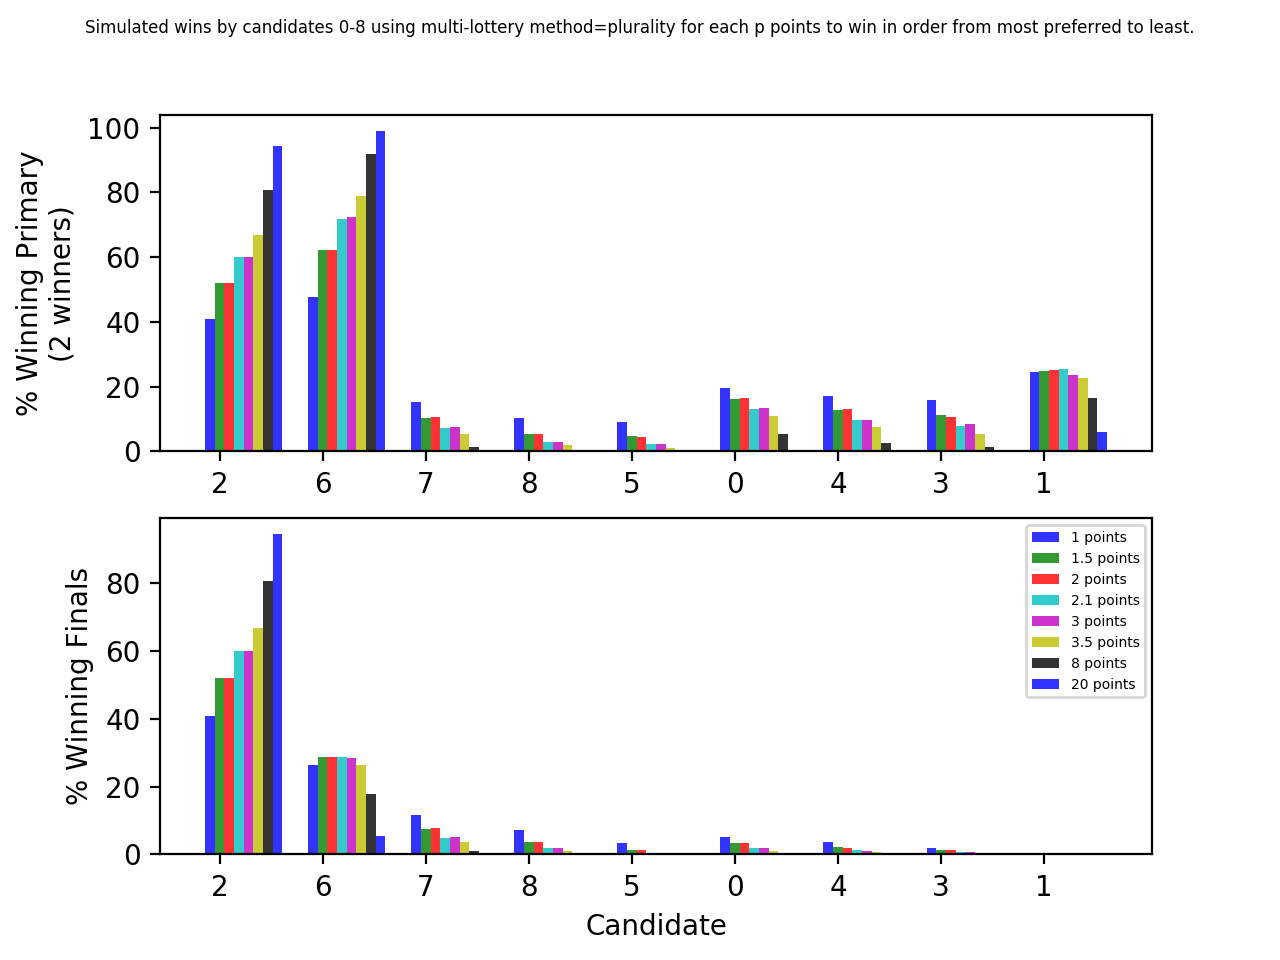 Simulated wins by candidates 0-8 using multi-lottery method=plurality for each p points to win in order from most preferred to least.
% Winning Primary
(2 winners)
100
80
60
40
20
0
2 6 7 8 5 0 4 3 1
% Winning Finals
80
60
40
20
0
1 points
1.5 points
2 points
2.1 points
3 points
3.5 points
8 points
20 points
2 6 7 8 5 0 4 3 1
Candidate